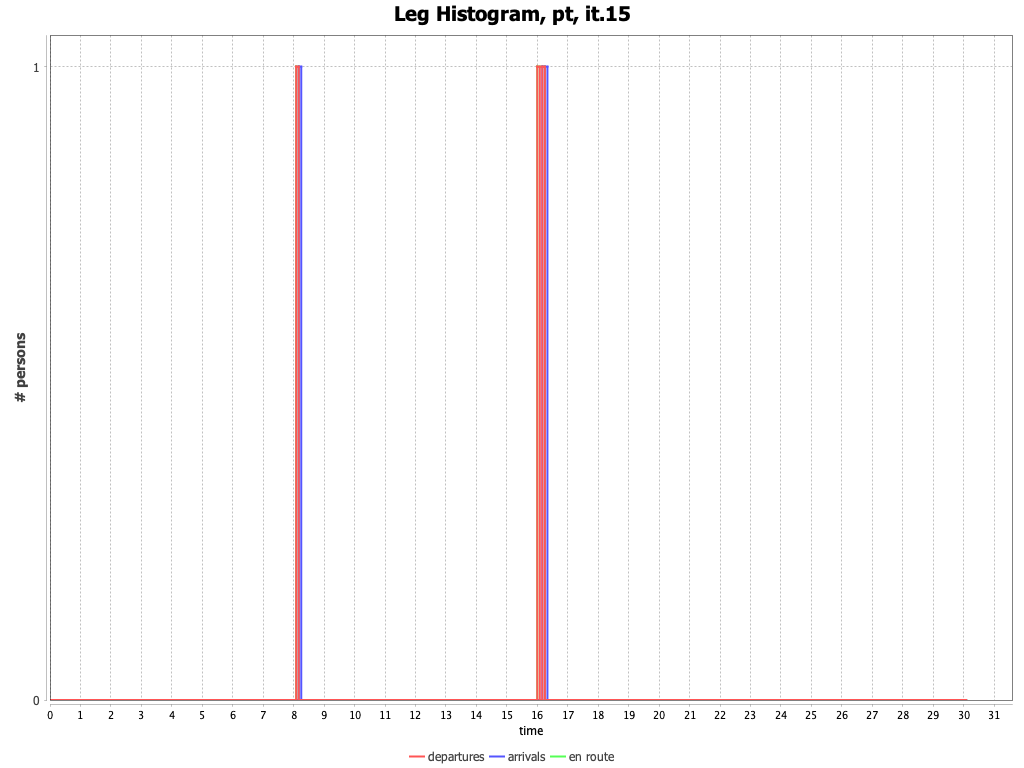 Leg Histogram, pt, it.15
1
# persons
0
0 1 2 3 4 5 6 7 8 9 10 11 12 13 14 15 16 17 18 19 20 21 22 23 24 25 26 27 28 29 30 31
time
departures arrivals en route